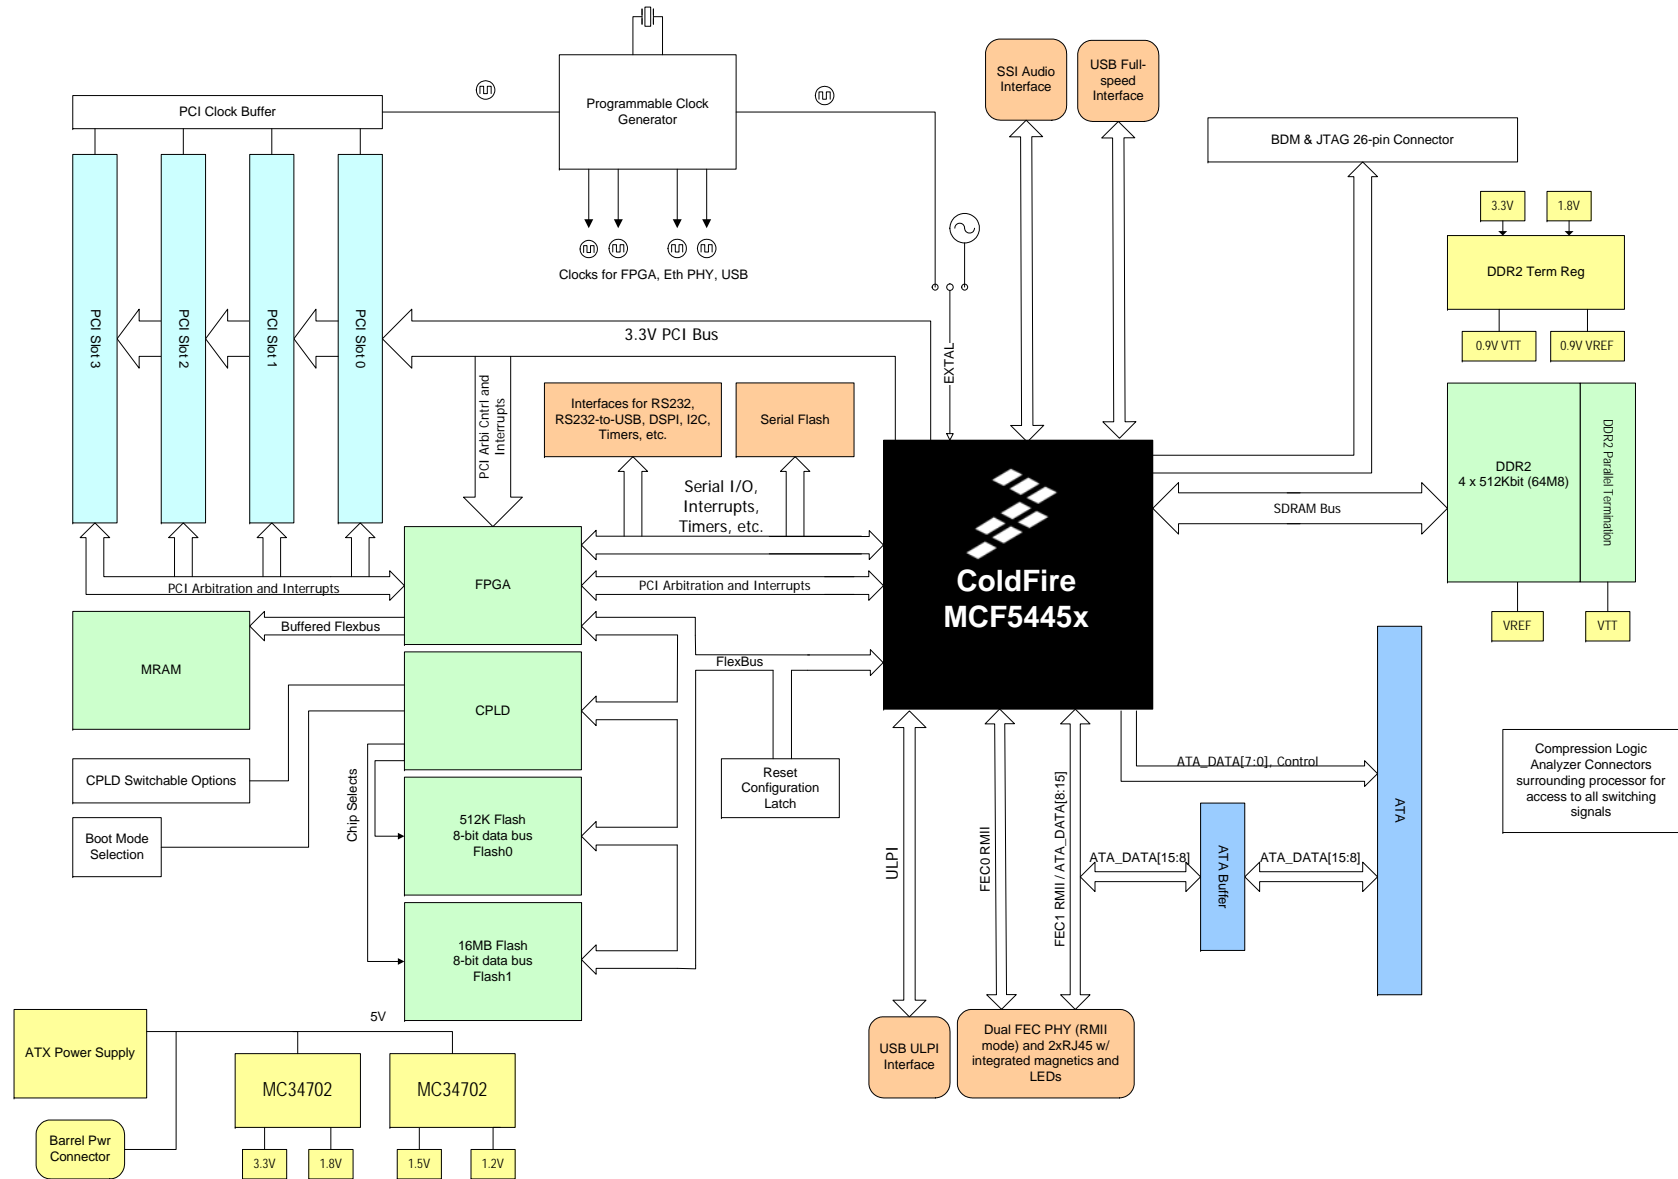 SSI Audio
Interface
USB Full-
speed
Interface
PCI Clock Buffer
Programmable Clock
Generator
BDM & JTAG 26-pin Connector
3.3V
1.8V
DDR2 Term Reg
0.9V VTT
0.9V VREF
Clocks for FPGA, Eth PHY, USB
PCI Slot 3
PCI Slot 2
PCI Slot 1
PCI Slot 0
3.3V PCI Bus
EXTAL
PCI Arbi Cntrl and
Interrupts
Interfaces for RS232,
RS232-to-USB, DSPI, I2C,
Timers, etc.
Serial Flash
Serial I/O,
Interrupts,
Timers, etc.
DDR2
4 x 512Kbit (64M8)
DDR2 Parallel Termination
SDRAM Bus
VREF
VTT
FPGA
PCI Arbitration and Interrupts
PCI Arbitration and Interrupts
ColdFire
MCF5445x
Buffered Flexbus
MRAM
FlexBus
CPLD
CPLD Switchable Options
Boot Mode
Selection
Chip Selects
Reset
Configuration
Latch
512K Flash
8-bit data bus
Flash0
16MB Flash
8-bit data bus
Flash1
ULPI
FEC0 RMII
FEC1 RMII / ATA_DATA[8:15]
ATA_DATA[7:0], Control
ATA_DATA[15:8]
ATA Buffer
ATA_DATA[15:8]
ATA
Compression Logic
Analyzer Connectors
surrounding processor for
access to all switching
signals
USB ULPI
Interface
Dual FEC PHY (RMII
mode) and 2xRJ45 w/
integrated magnetics and
LEDs
5V
ATX Power Supply
MC34702
MC34702
Barrel Pwr
Connector
3.3V
1.8V
1.5V
1.2V